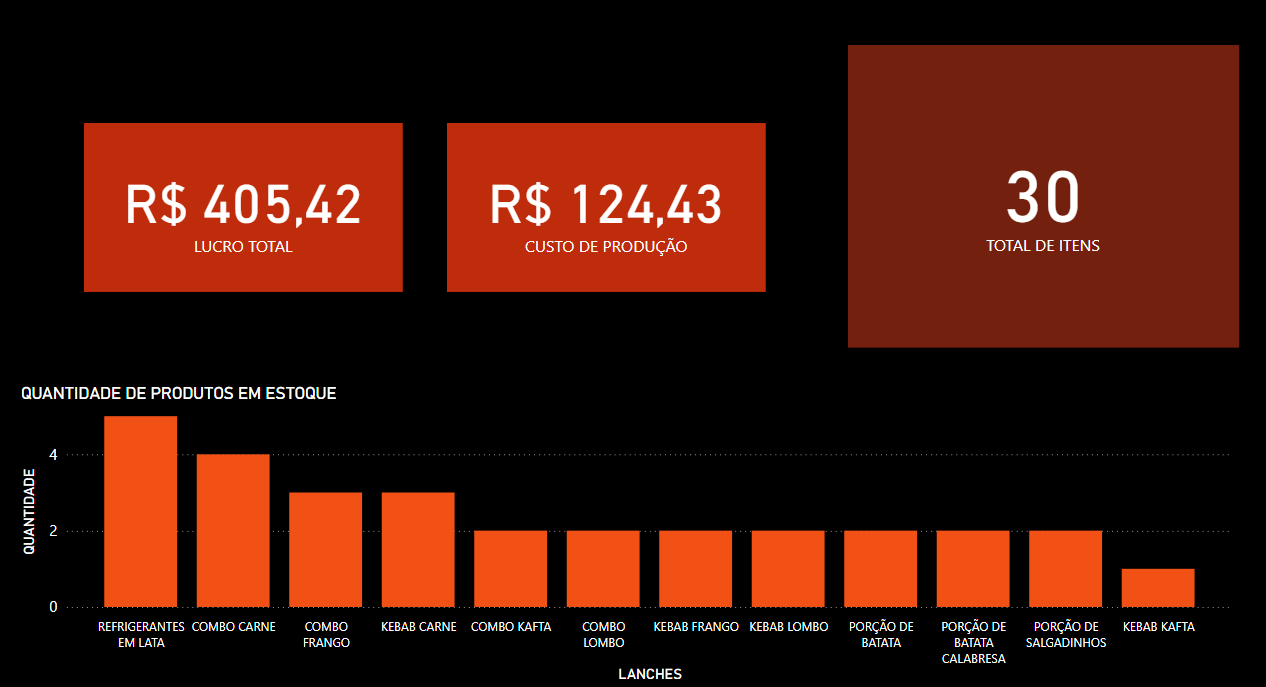 R$ 405,42
LUCRO TOTAL
R$ 124,43
CUSTO DE PRODUÇÃO
30
TOTAL DE ITENS
QUANTIDADE DE PRODUTOS EM ESTOQUE
QUANTIDADE
4
2
0
REFRIGERANTES
EM LATA
COMBO CARNE
COMBO
FRANGO
KEBAB CARNE
COMBO KAFTA
COMBO
LOMBO
KEBAB FRANGO
KEBAB LOMBO
PORÇÃO DE
BATATA
PORÇÃO DE
BATATA
CALABRESA
PORÇÃO DE
SALGADINHOS
KEBAB KAFTA
LANCHES